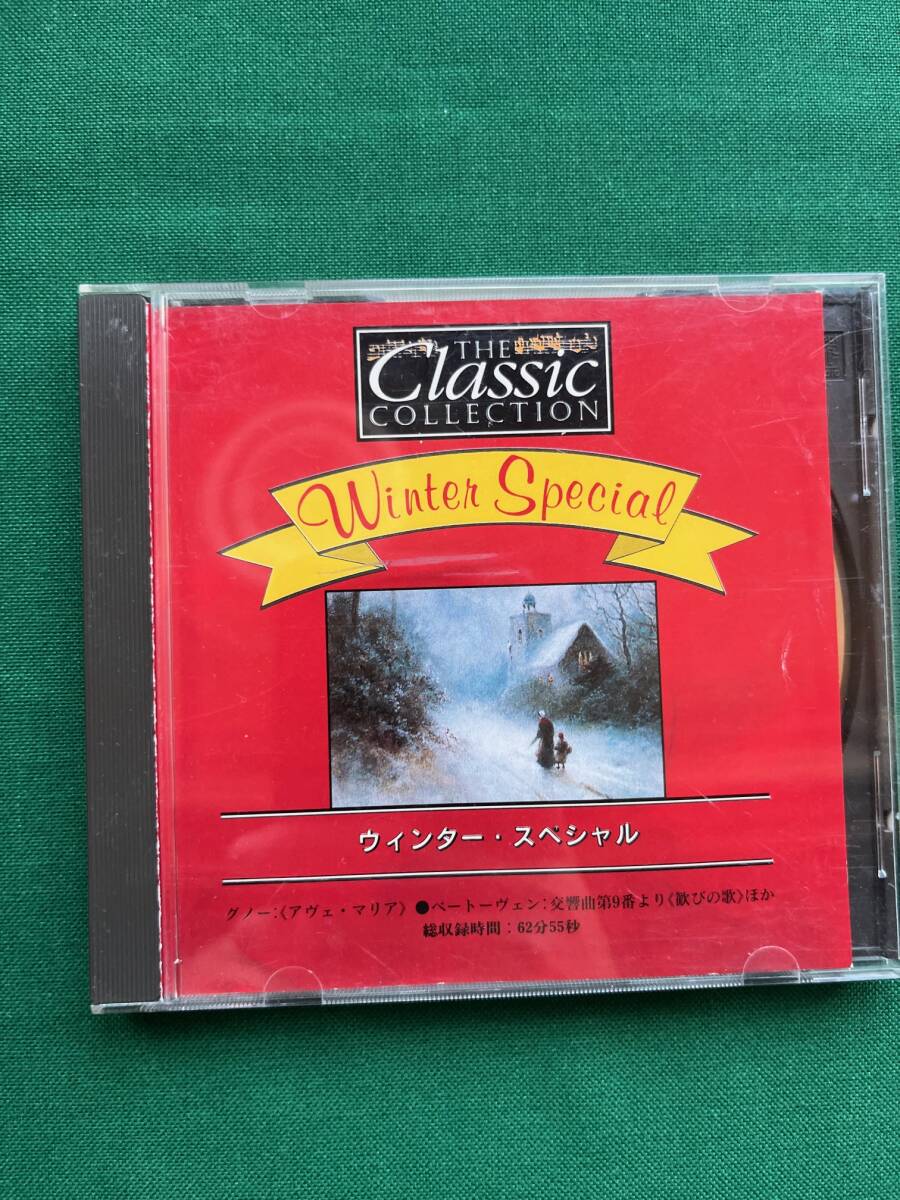 THE
Classic
COLLECTION
Winter Special
ウィンター・スペシャル
グノー:《アヴェ・マリア》●ベートーヴェン:交響曲第9番より《歓びの歌》ほか
総収録時間:62分55秒